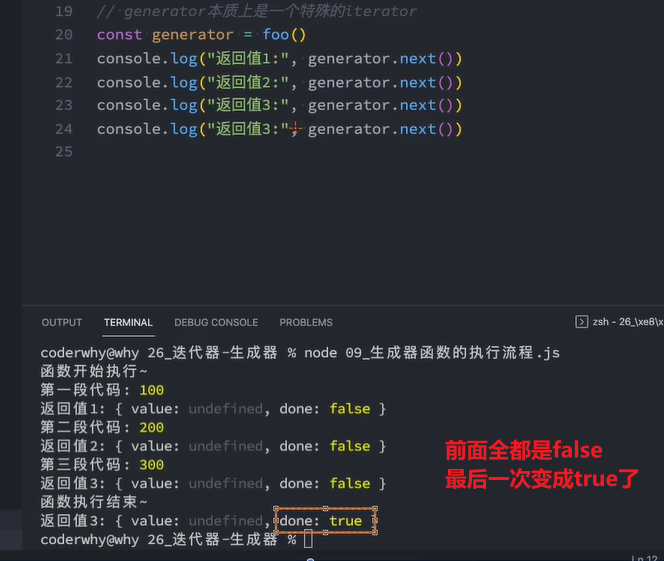 19 // generator本质上是一个特殊的iterator
20 const generator = foo()
21 console.log("返回值1:", generator.next())
22 console.log("返回值2:", generator.next())
23 console.log("返回值3:", generator.next())
24 console.log("返回值3:", generator.next())
25
OUTPUT TERMINAL DEBUG CONSOLE PROBLEMS zsh - 26_\xe8\x
coderwhy@why 26_迭代器-生成器 % node 09_生成器函数的执行流程.js
函数开始执行~
第一段代码: 100
返回值1: { value: undefined, done: false }
第二段代码: 200
返回值2: { value: undefined, done: false }
第三段代码: 300
返回值3: { value: undefined, done: false }
函数执行结束~
返回值3: { value: undefined, done: true
coderwhy@why 26_迭代器-生成器 %
前面全都是false
最后一次变成true了
Ln 12